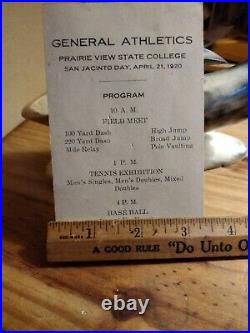 GENERAL ATHLETICS
PRAIRIE VIEW STATE COLLEGE
SAN JACINTO DAY, APRIL 21, 1920
PROGRAM
10 A. M.
FIELD MEET
100 Yard Dash High Jump
220 Yard Dash Broad Jump
Mile Relay Pole Vaulting
1 P. M.
TENNIS EXHIBITION
Men's Singles, Men's Doubles, Mixed
Doubles
4 P.M.
BASE BALL
1 2
A GOOD RULE "Do Unto O